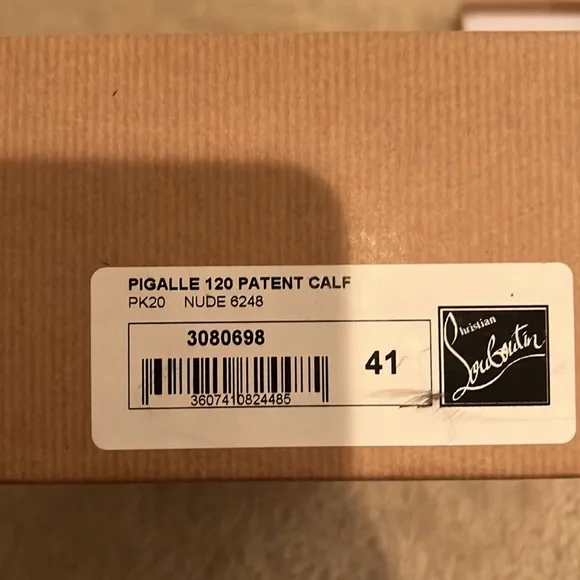 PIGALLE 120 PATENT CALF
PK20 NUDE 6248
3080698
3607410824485
41
Christian
Louboutin